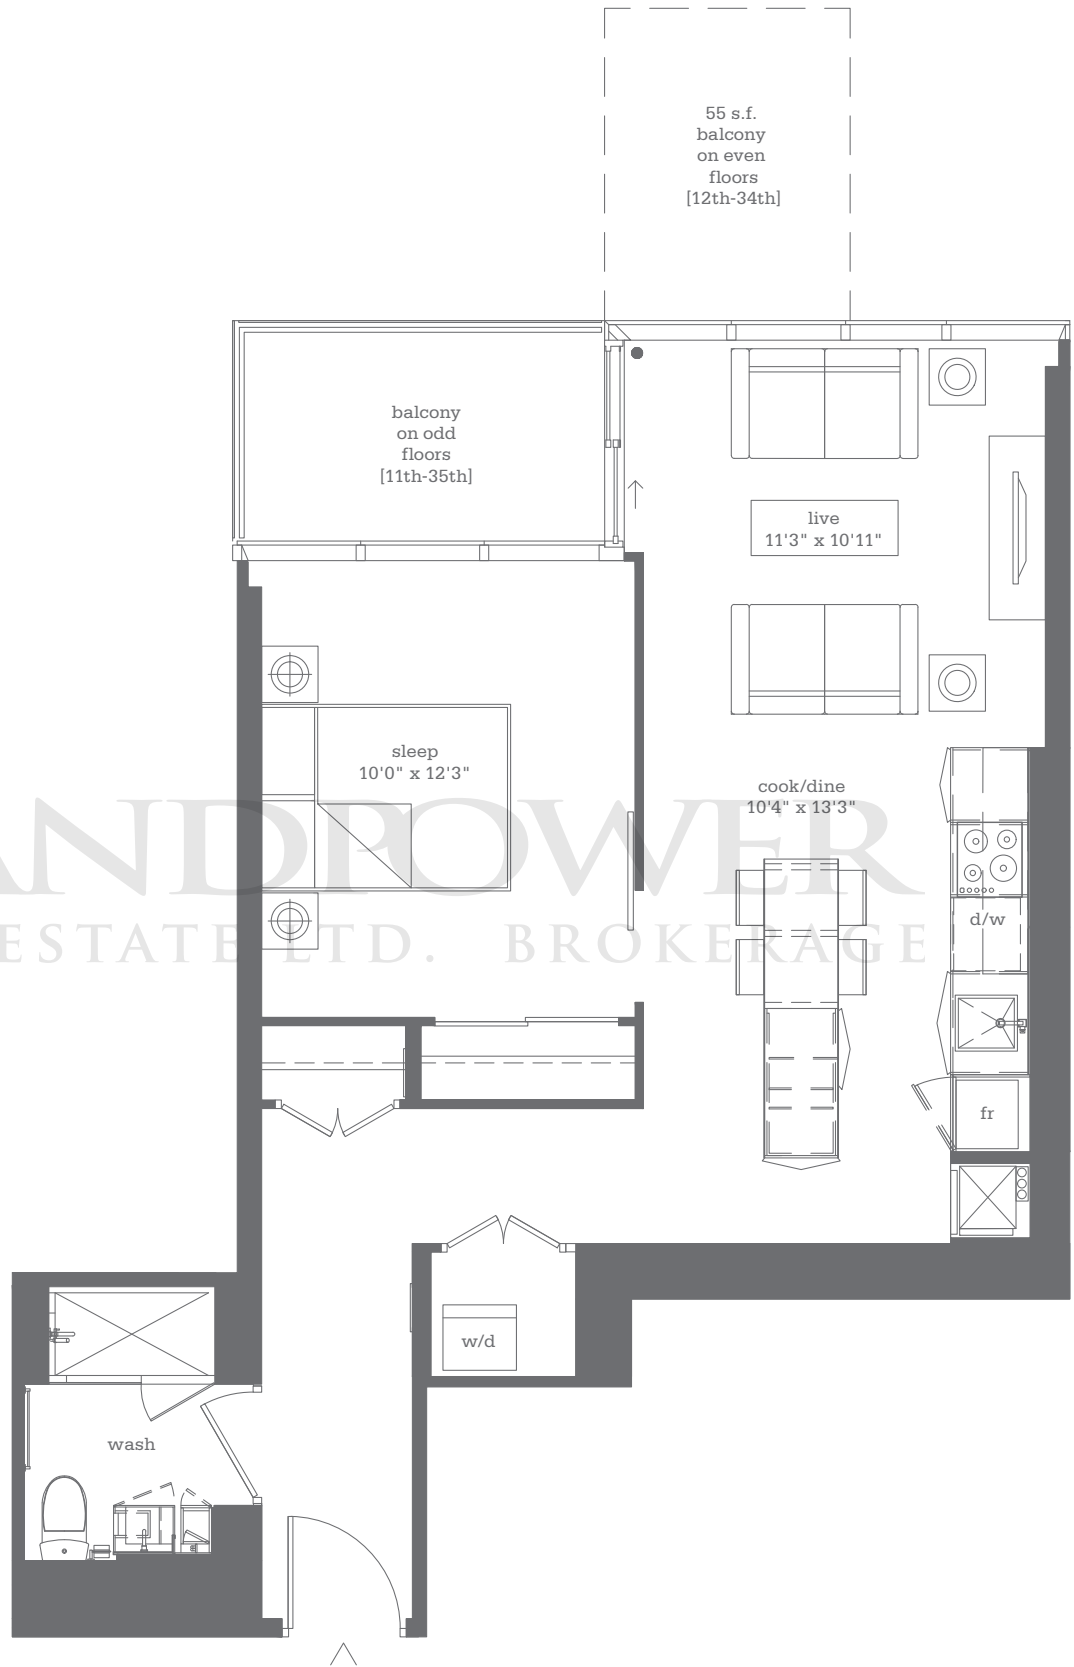 55 s.f.
balcony
on even
floors
[12th-34th]
balcony
on odd
floors
[11th-35th]
live
11'3" x 10'11"
sleep
10'0" x 12'3"
cook/dine
10'4" x 13'3"
ANDPOWER
ESTATE LTD. BROKERAGE
d/w
fr
w/d
wash